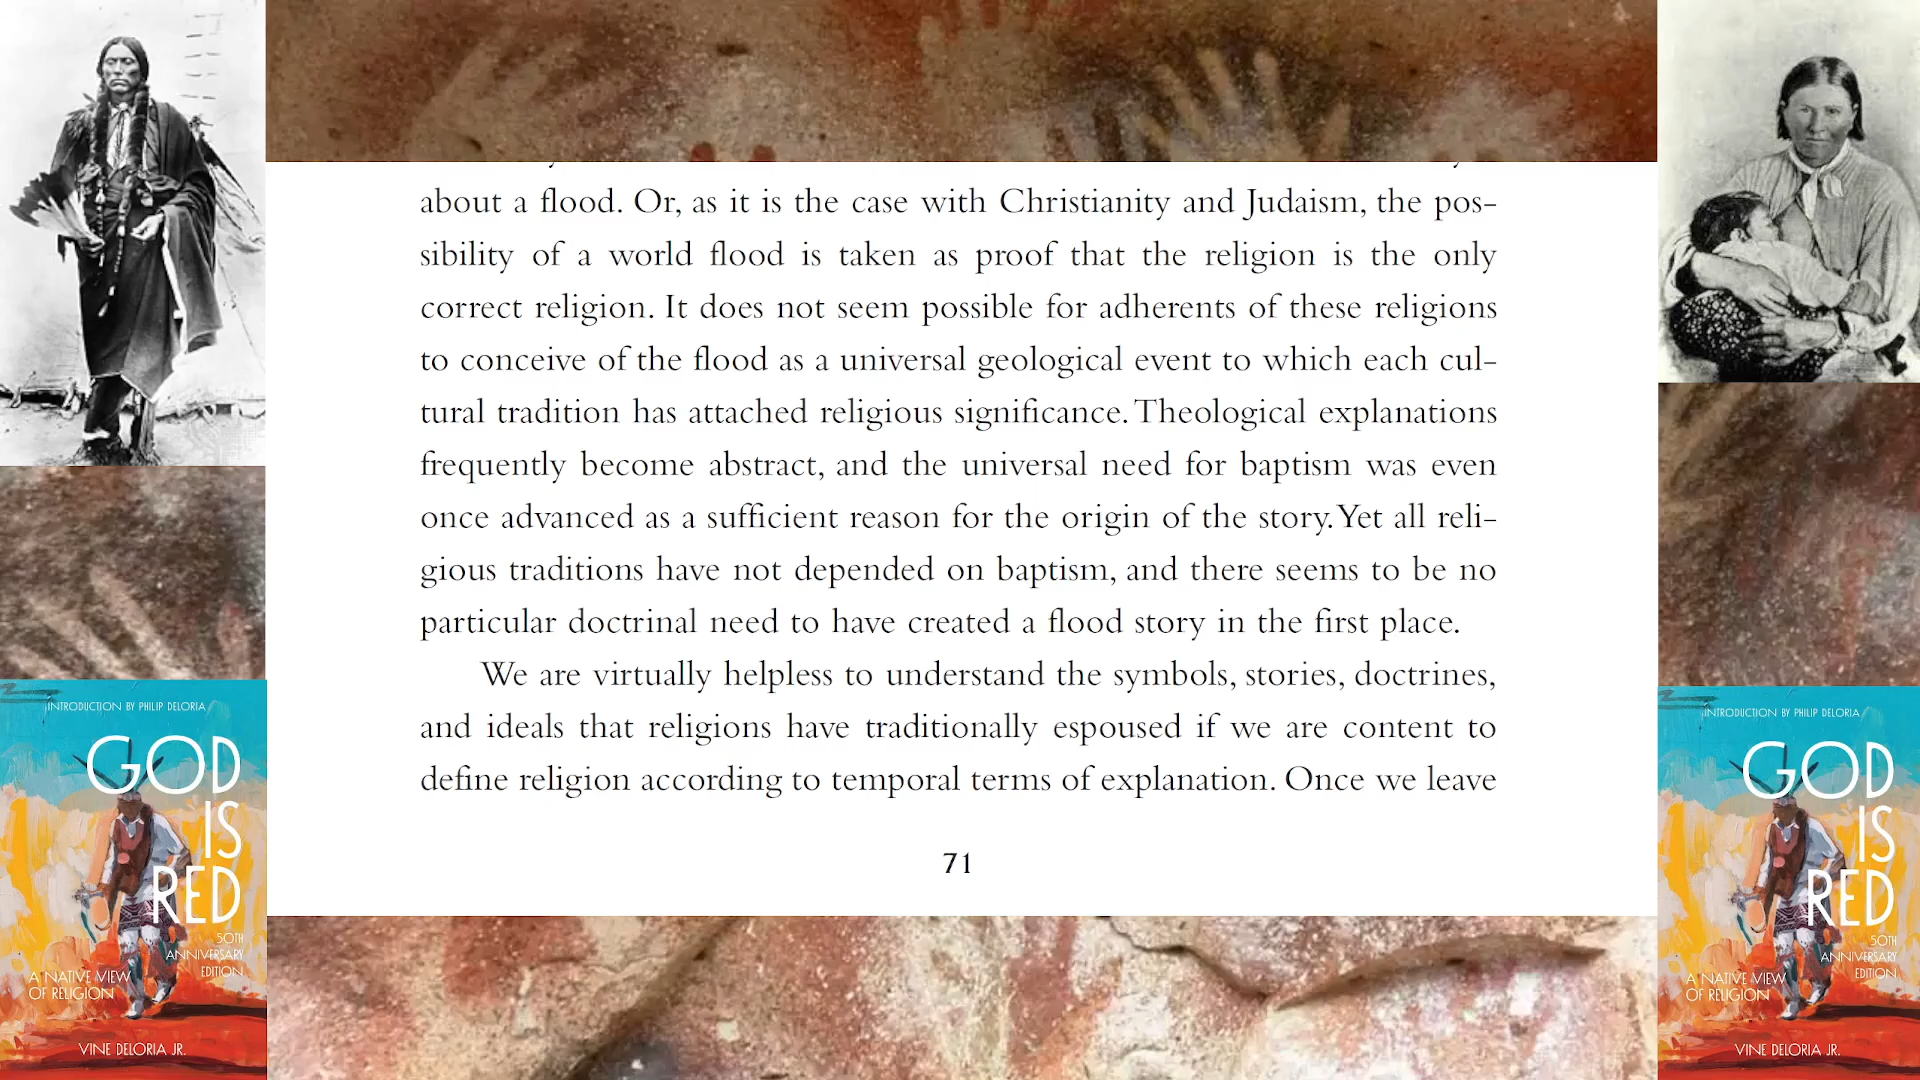 about a flood. Or, as it is the case with Christianity and Judaism, the pos-
sibility of a world flood is taken as proof that the religion is the only
correct religion. It does not seem possible for adherents of these religions
to conceive of the flood as a universal geological event to which each cul-
tural tradition has attached religious significance. Theological explanations
frequently become abstract, and the universal need for baptism was even
once advanced as a sufficient reason for the origin of the story. Yet all reli-
gious traditions have not depended on baptism, and there seems to be no
particular doctrinal need to have created a flood story in the first place.
We are virtually helpless to understand the symbols, stories, doctrines,
and ideals that religions have traditionally espoused if we are content to
define religion according to temporal terms of explanation. Once we leave
71
INTRODUCTION BY PHILIP DELORIA
GOD
IS
RED
50TH
ANNIVERSARY
EDITION
A NATIVE VIEW
OF RELIGION
VINE DELORIA JR.
INTRODUCTION BY PHILIP DELORIA
GOD
IS
RED
50TH
ANNIVERSARY
EDITION
A NATIVE VIEW
OF RELIGION
VINE DELORIA JR.